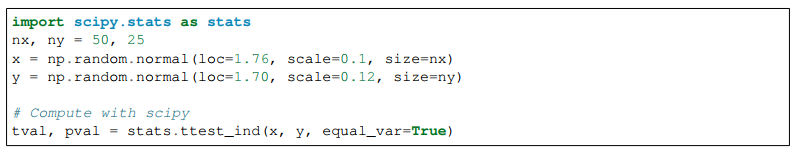 import scipy.stats as stats
nx, ny = 50, 25
x = np.random.normal(loc=1.76, scale=0.1, size=nx)
y = np.random.normal(loc=1.70, scale=0.12, size=ny)
# Compute with scipy
tval, pval = stats.ttest_ind(x, y, equal_var=True)